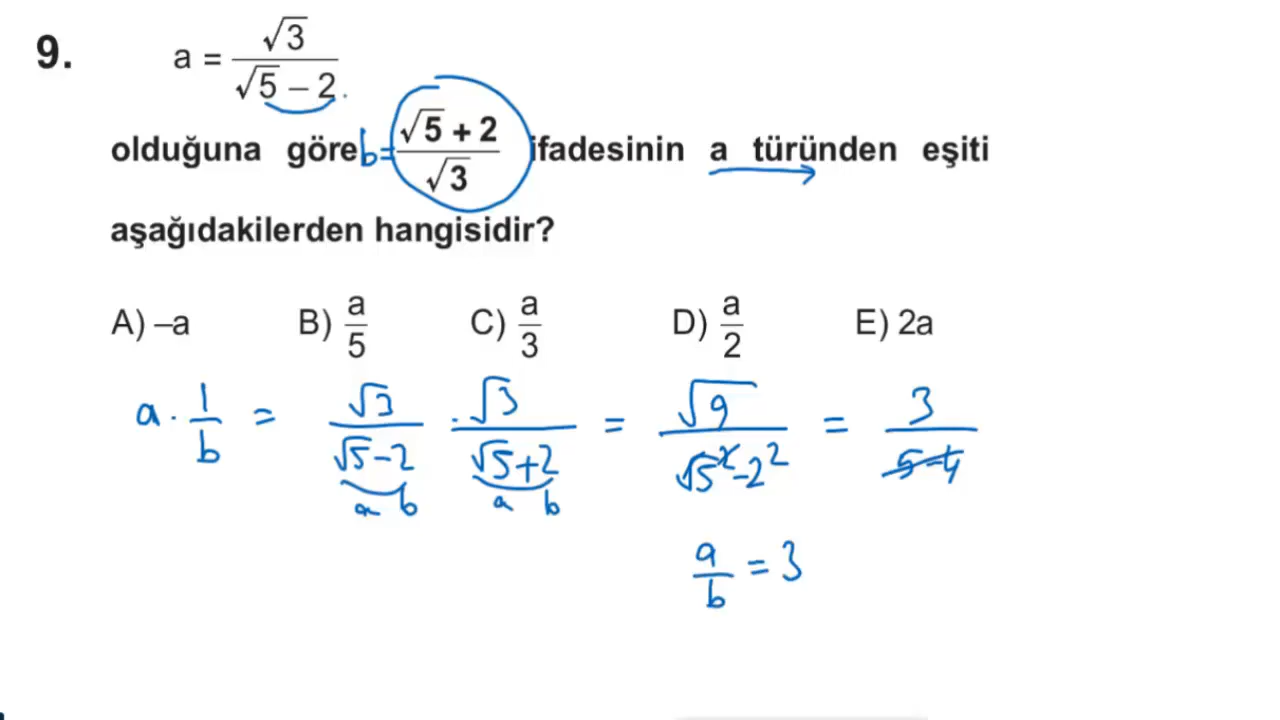 9. a = √3 / (√5 – 2)
olduğuna göre b= (√5 + 2) / √3 ifadesinin a türünden eşiti
aşağıdakilerden hangisidir?
A) –a B) a/5 C) a/3 D) a/2 E) 2a
a · 1/b = √3 / (√5 – 2) · √3 / (√5 + 2) = √9 / (√5² – 2²) = 3 / (5 – 4)
a b a b
a/b = 3